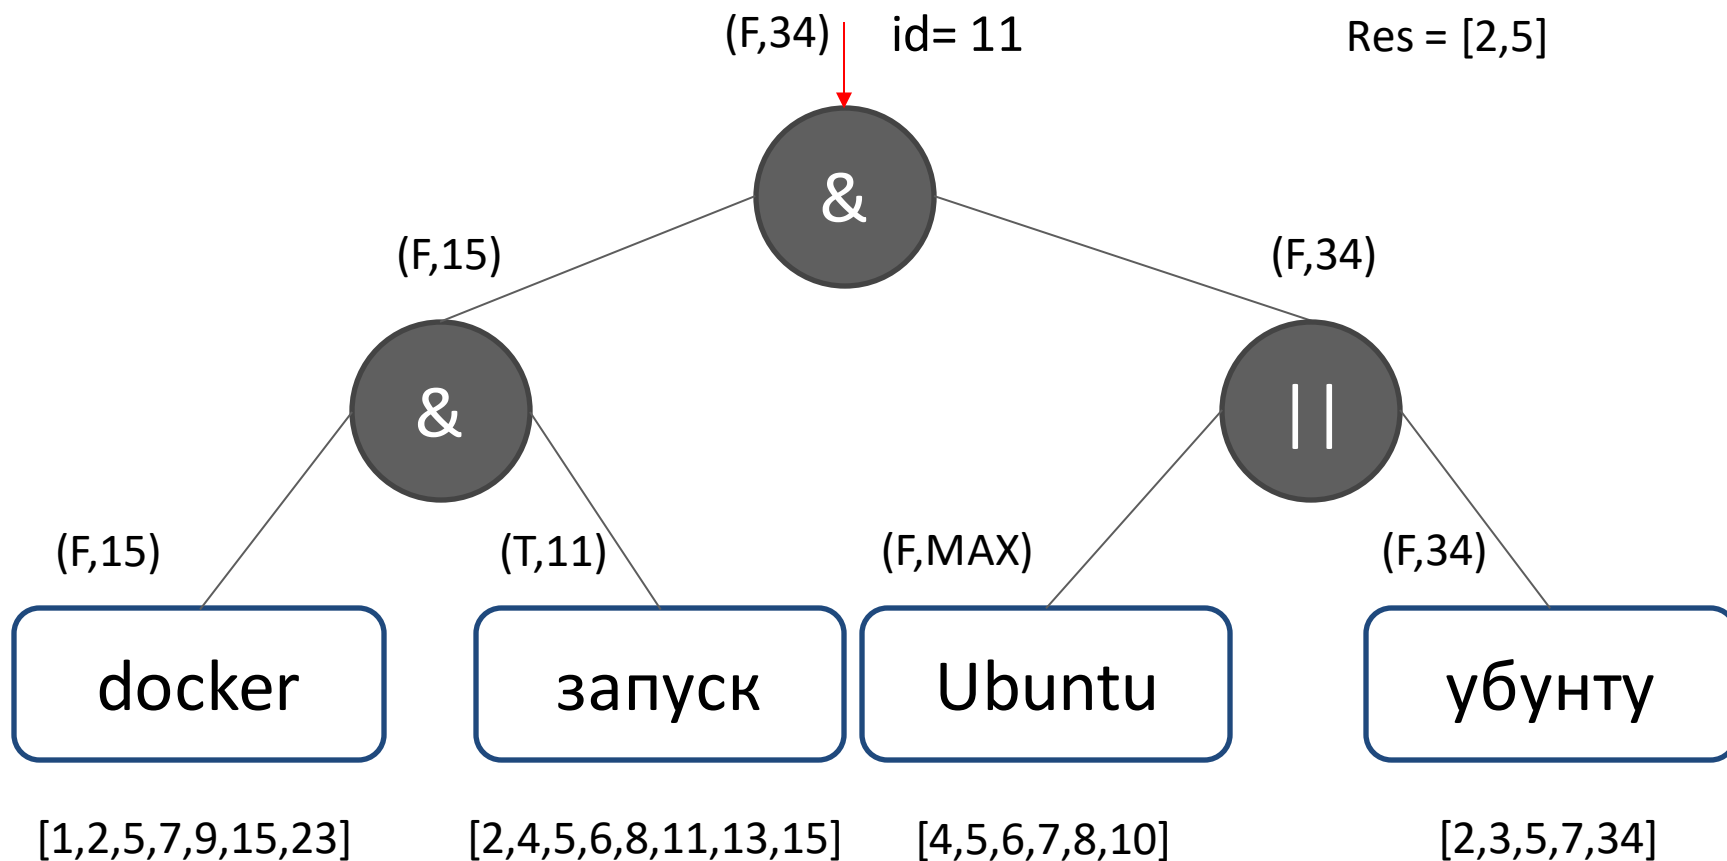 (F,34) id= 11 Res = [2,5]
&
(F,15) (F,34)
& ||
(F,15) (T,11) (F,MAX) (F,34)
docker запуск Ubuntu убунту
[1,2,5,7,9,15,23] [2,4,5,6,8,11,13,15] [4,5,6,7,8,10] [2,3,5,7,34]